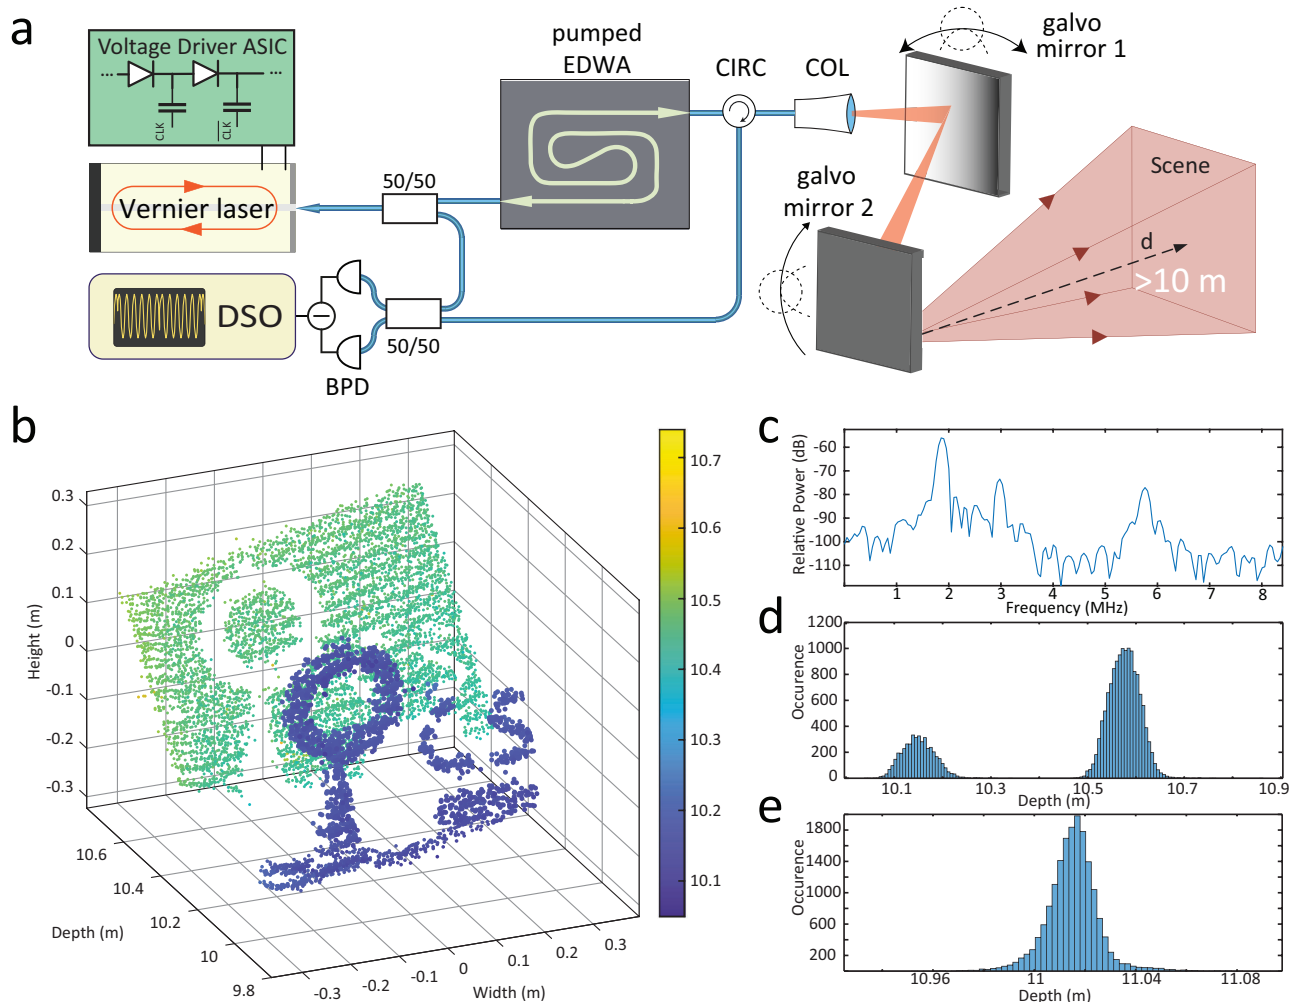 a
Voltage Driver ASIC
...
...
CLK
CLK
Vernier laser
DSO
BPD
50/50
50/50
pumped
EDWA
CIRC
COL
galvo
mirror 1
galvo
mirror 2
Scene
d
>10 m
b
Height (m)
0.3
0.2
0.1
0
-0.1
-0.2
-0.3
10.6
10.4
10.2
10
9.8
Depth (m)
-0.3
-0.2
-0.1
0
0.1
0.2
0.3
Width (m)
10.7
10.6
10.5
10.4
10.3
10.2
10.1
c
Relative Power (dB)
-60
-70
-80
-90
-100
-110
1 2 3 4 5 6 7 8
Frequency (MHz)
d
Occurence
1200
1000
800
600
400
200
0
10.1 10.3 10.5 10.7 10.9
Depth (m)
e
Occurence
1800
1400
1000
600
200
10.96 11 11.04 11.08
Depth (m)